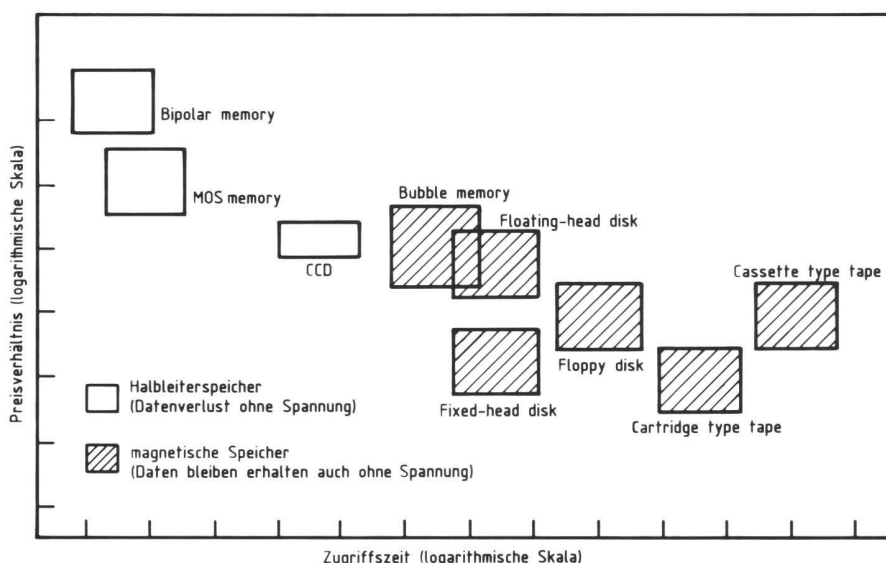 Bipolar memory
MOS memory
Bubble memory
Floating-head disk
CCD
Cassette type tape
Floppy disk
Fixed-head disk
Cartridge type tape
Preisverhältnis (logarithmische Skala)
Halbleiterspeicher
(Datenverlust ohne Spannung)
magnetische Speicher
(Daten bleiben erhalten auch ohne Spannung)
Zugriffszeit (logarithmische Skala)